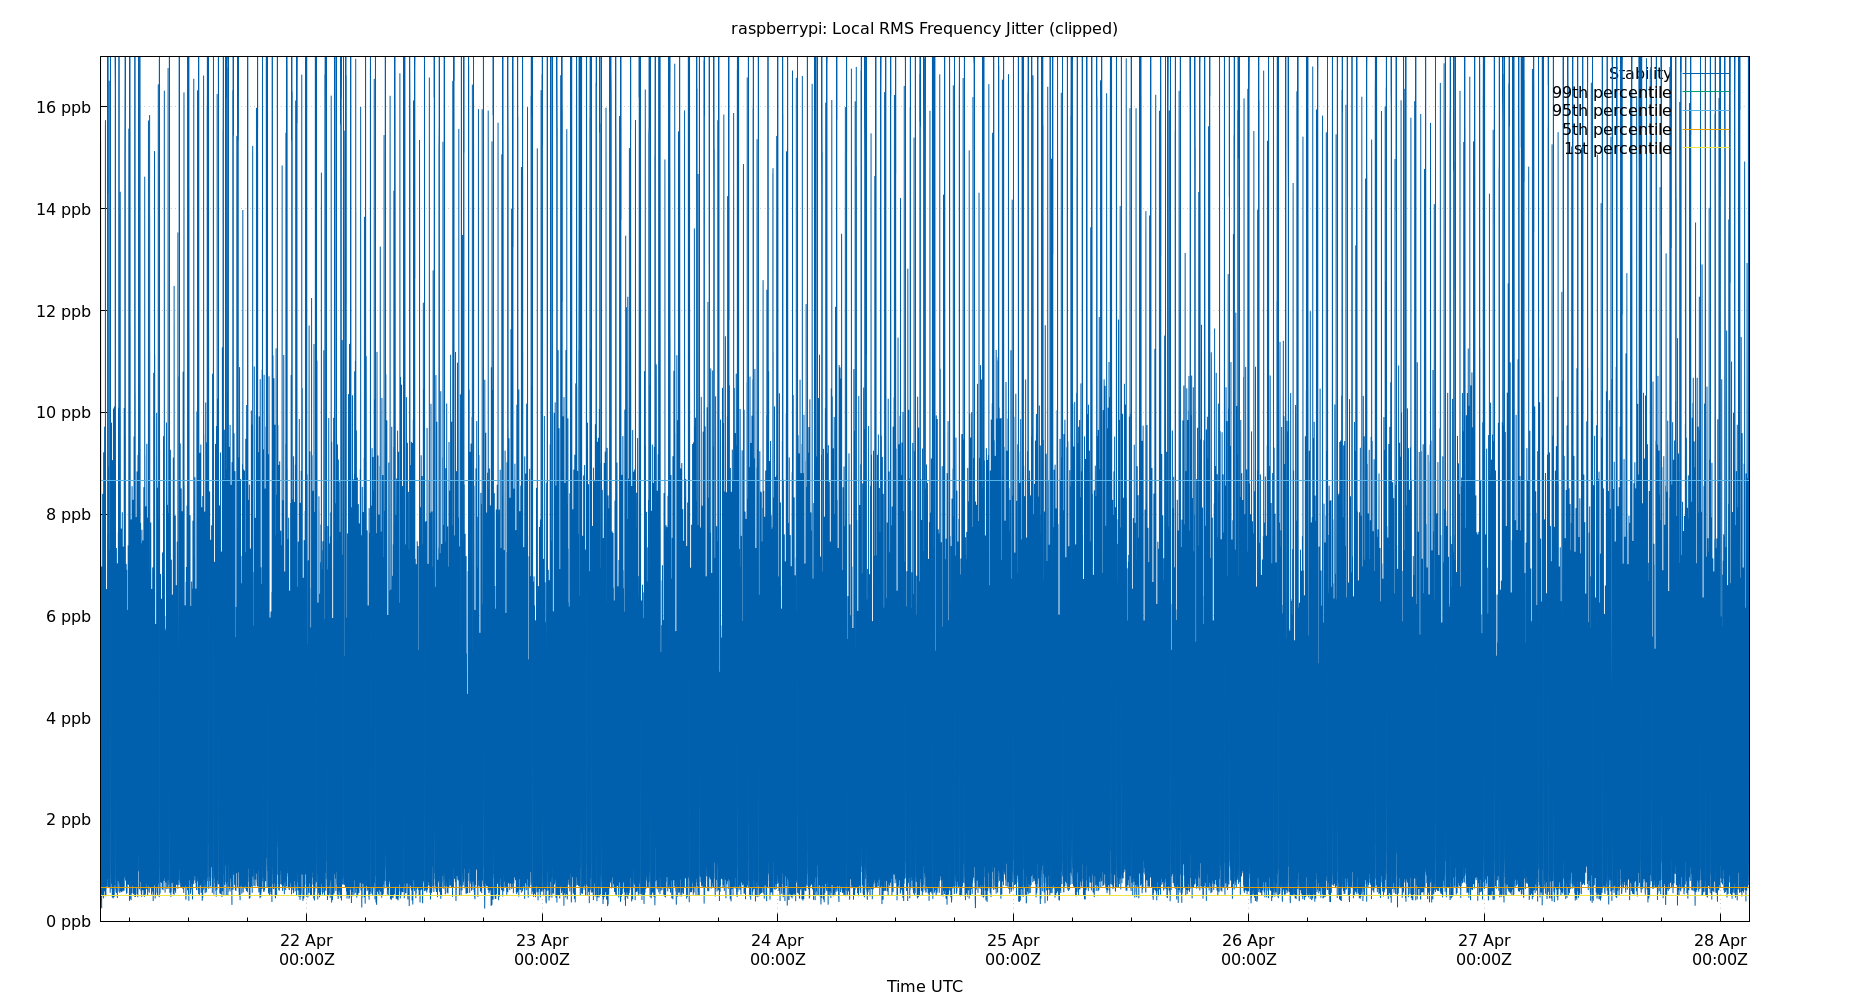 raspberrypi: Local RMS Frequency Jitter (clipped)
Stability
99th percentile
95th percentile
5th percentile
1st percentile
16 ppb
14 ppb
12 ppb
10 ppb
8 ppb
6 ppb
4 ppb
2 ppb
0 ppb
22 Apr 23 Apr 24 Apr 25 Apr 26 Apr 27 Apr 28 Apr
00:00Z 00:00Z 00:00Z 00:00Z 00:00Z 00:00Z 00:00Z
Time UTC